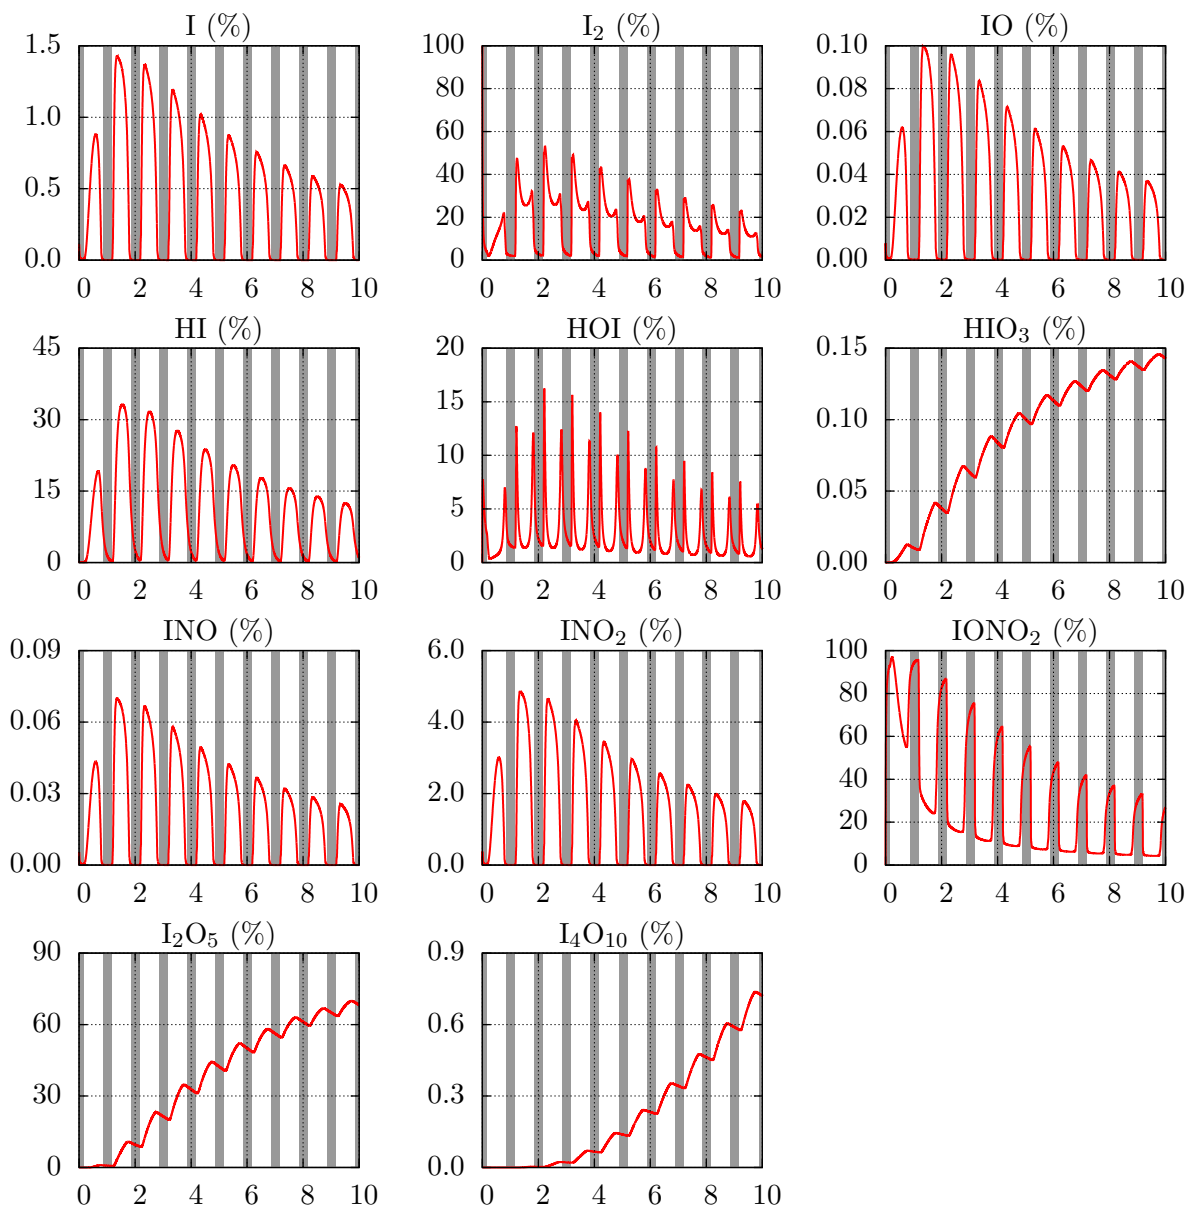 I (%) I₂ (%) IO (%)
1.5 100 0.10
80 0.08
1.0 60 0.06
0.5 40 0.04
20 0.02
0.0 0 0.00
0 2 4 6 8 10 0 2 4 6 8 10 0 2 4 6 8 10
HI (%) HOI (%) HIO₃ (%)
45 20 0.15
30 15 0.10
10
15 5 0.05
0 0 0.00
0 2 4 6 8 10 0 2 4 6 8 10 0 2 4 6 8 10
INO (%) INO₂ (%) IONO₂ (%)
0.09 6.0 100
80
0.06 4.0 60
0.03 2.0 40
20
0.00 0.0 0
0 2 4 6 8 10 0 2 4 6 8 10 0 2 4 6 8 10
I₂O₅ (%) I₄O₁₀ (%)
90 0.9
60 0.6
30 0.3
0 0.0
0 2 4 6 8 10 0 2 4 6 8 10